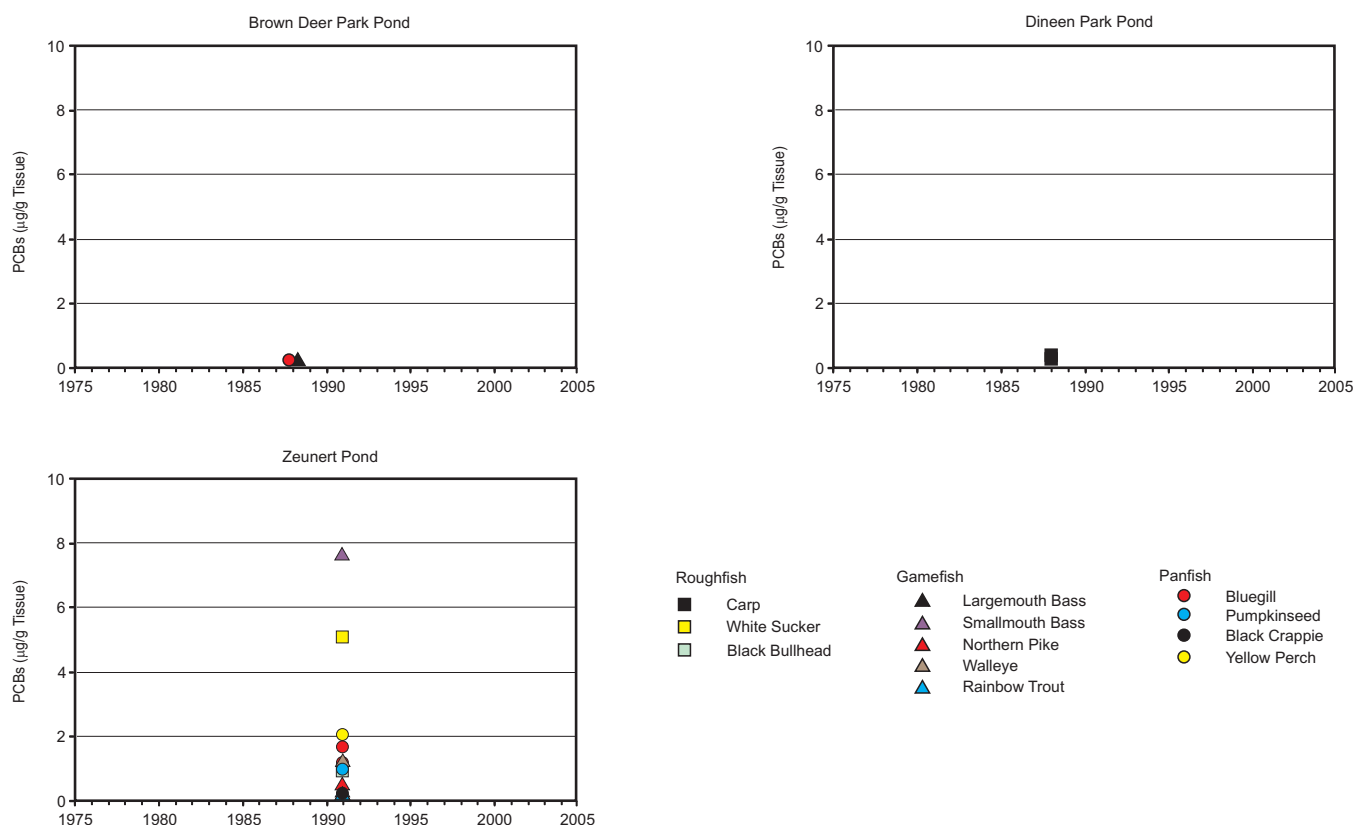 Brown Deer Park Pond
10
8
6
4
2
0
PCBs (µg/g Tissue)
1975 1980 1985 1990 1995 2000 2005
Dineen Park Pond
10
8
6
4
2
0
PCBs (µg/g Tissue)
1975 1980 1985 1990 1995 2000 2005
Zeunert Pond
10
8
6
4
2
0
PCBs (µg/g Tissue)
1975 1980 1985 1990 1995 2000 2005
Roughfish
Carp
White Sucker
Black Bullhead
Gamefish
Largemouth Bass
Smallmouth Bass
Northern Pike
Walleye
Rainbow Trout
Panfish
Bluegill
Pumpkinseed
Black Crappie
Yellow Perch